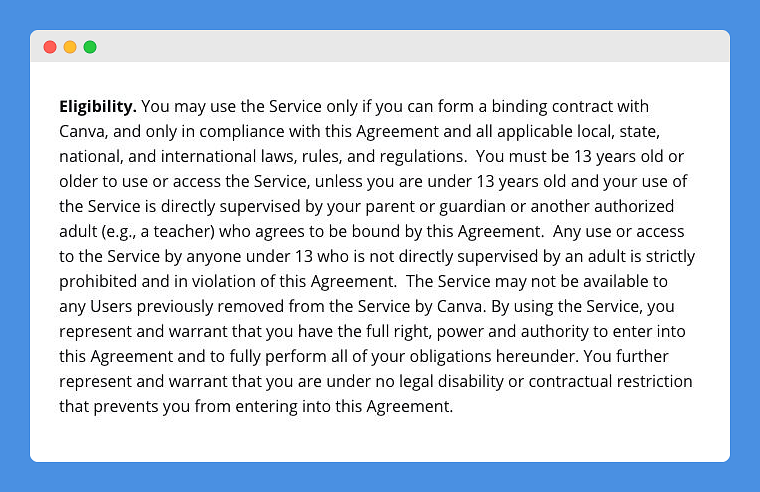 Eligibility. You may use the Service only if you can form a binding contract with
Canva, and only in compliance with this Agreement and all applicable local, state,
national, and international laws, rules, and regulations.  You must be 13 years old or
older to use or access the Service, unless you are under 13 years old and your use of
the Service is directly supervised by your parent or guardian or another authorized
adult (e.g., a teacher) who agrees to be bound by this Agreement.  Any use or access
to the Service by anyone under 13 who is not directly supervised by an adult is strictly
prohibited and in violation of this Agreement.  The Service may not be available to
any Users previously removed from the Service by Canva. By using the Service, you
represent and warrant that you have the full right, power and authority to enter into
this Agreement and to fully perform all of your obligations hereunder. You further
represent and warrant that you are under no legal disability or contractual restriction
that prevents you from entering into this Agreement.